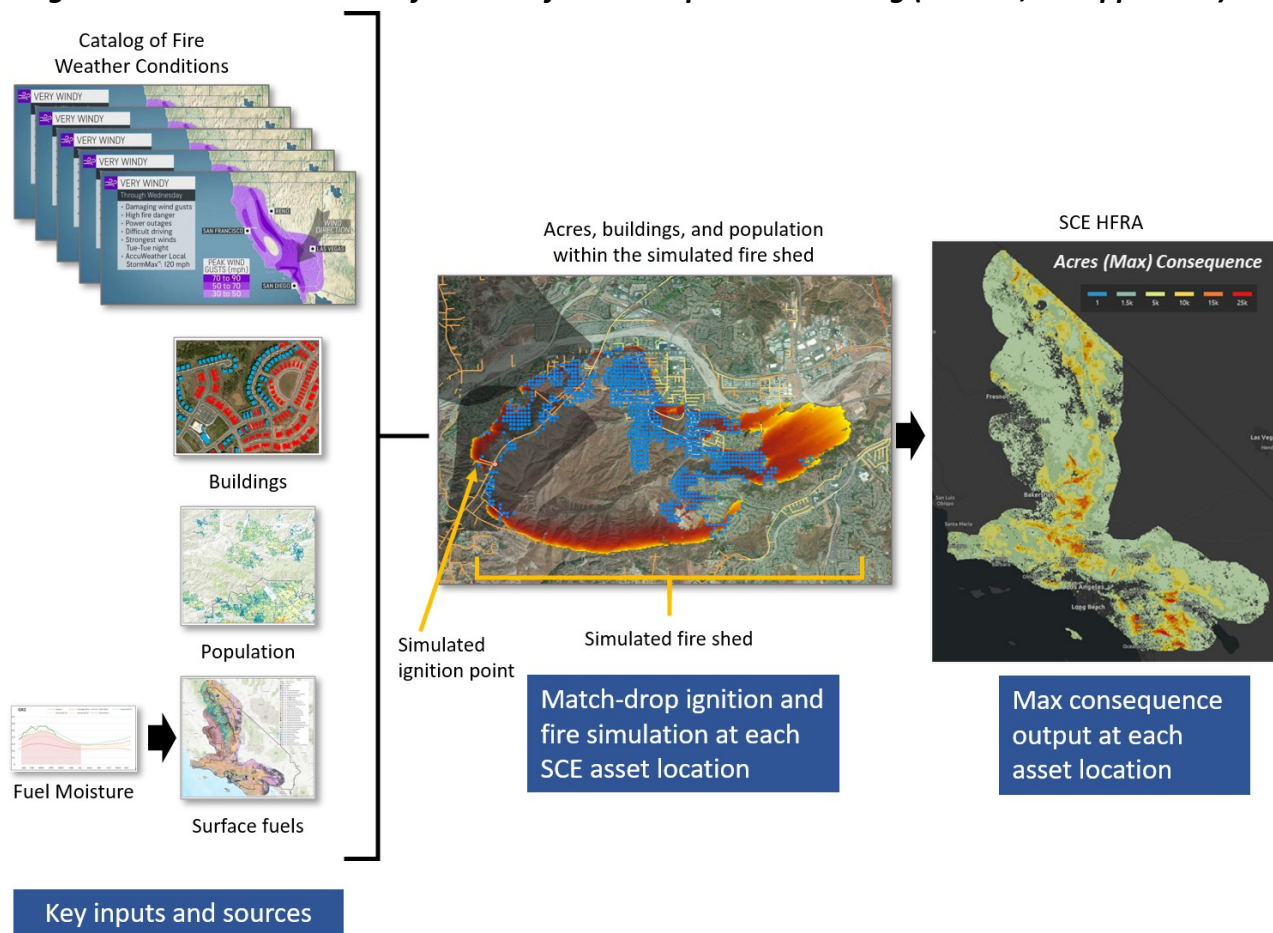 Catalog of Fire
Weather Conditions
VERY WINDY
VERY WINDY
VERY WINDY
VERY WINDY
VERY WINDY
Through Wednesday
• Damaging wind gusts
• High fire danger
• Power outages
• Difficult driving
• Strongest winds
Tue-Tue night
• AccuWeather Local
StormMax™: 120 mph
RENO
SAN FRANCISCO
WIND
DIRECTION
LAS VEGAS
SAN DIEGO
PEAK WIND
GUSTS (mph)
70 to 90
50 to 70
30 to 50
Buildings
Population
Fuel Moisture
Surface fuels
Key inputs and sources
Acres, buildings, and population
within the simulated fire shed
Simulated
ignition point
Simulated fire shed
Match-drop ignition and
fire simulation at each
SCE asset location
SCE HFRA
Acres (Max) Consequence
1 1.5k 5k 10k 15k 25k
Fresno
Las Vegas
San Luis
Obispo
Santa Maria
Long Beach
Max consequence
output at each
asset location